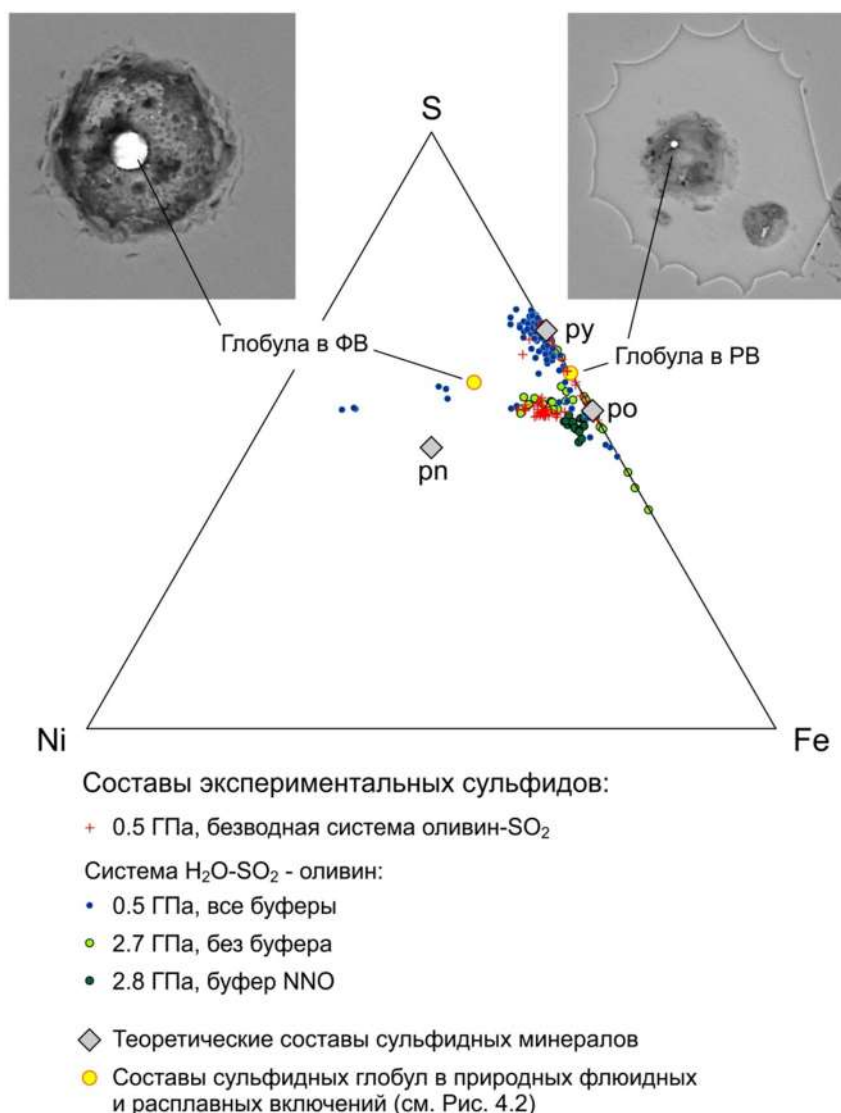 S
Глобула в ФВ
py
Глобула в РВ
po
pn
Ni
Fe
Составы экспериментальных сульфидов:
0.5 ГПа, безводная система оливин-SO₂
Система H₂O-SO₂ - оливин:
0.5 ГПа, все буферы
2.7 ГПа, без буфера
2.8 ГПа, буфер NNO
Теоретические составы сульфидных минералов
Составы сульфидных глобул в природных флюидных
и расплавных включений (см. Рис. 4.2)